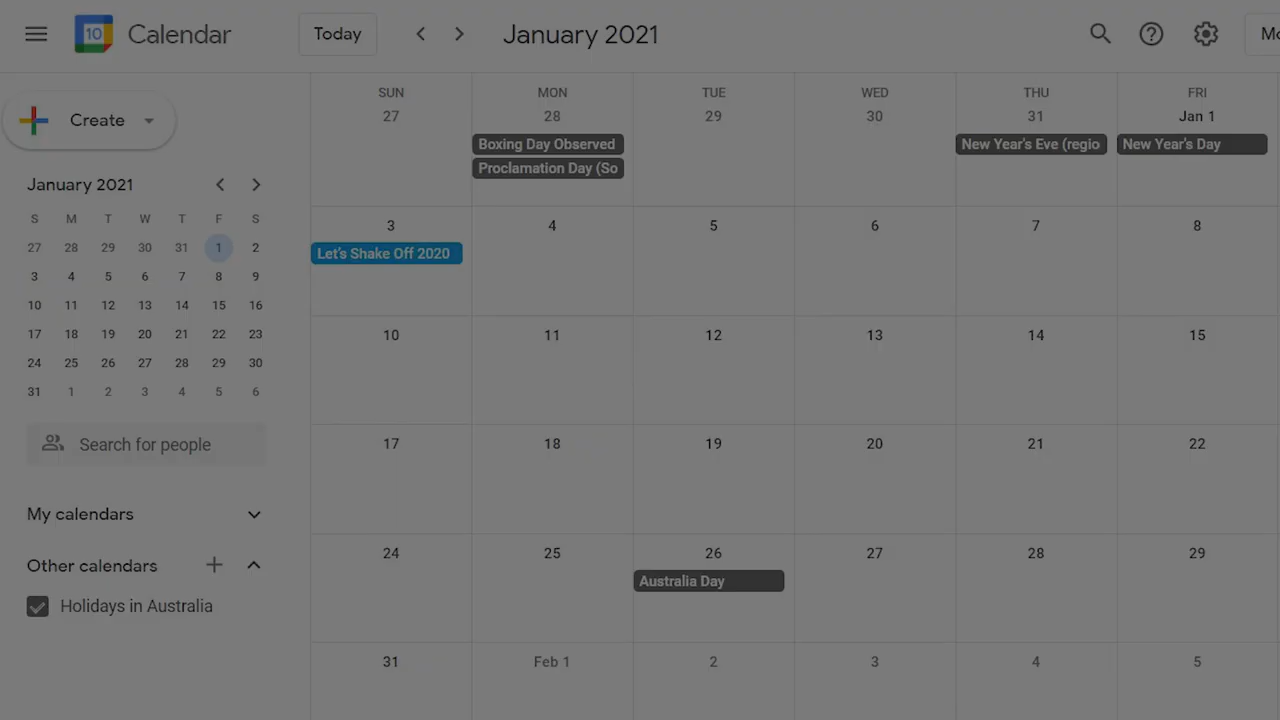 10 Calendar Today January 2021 Mo
Create
January 2021
S M T W T F S
27 28 29 30 31 1 2
3 4 5 6 7 8 9
10 11 12 13 14 15 16
17 18 19 20 21 22 23
24 25 26 27 28 29 30
31 1 2 3 4 5 6
Search for people
My calendars
Other calendars
Holidays in Australia
SUN MON TUE WED THU FRI
27 28 29 30 31 Jan 1
Boxing Day Observed New Year's Eve (regio New Year's Day
Proclamation Day (So
3 4 5 6 7 8
Let's Shake Off 2020
10 11 12 13 14 15
17 18 19 20 21 22
24 25 26 27 28 29
Australia Day
31 Feb 1 2 3 4 5